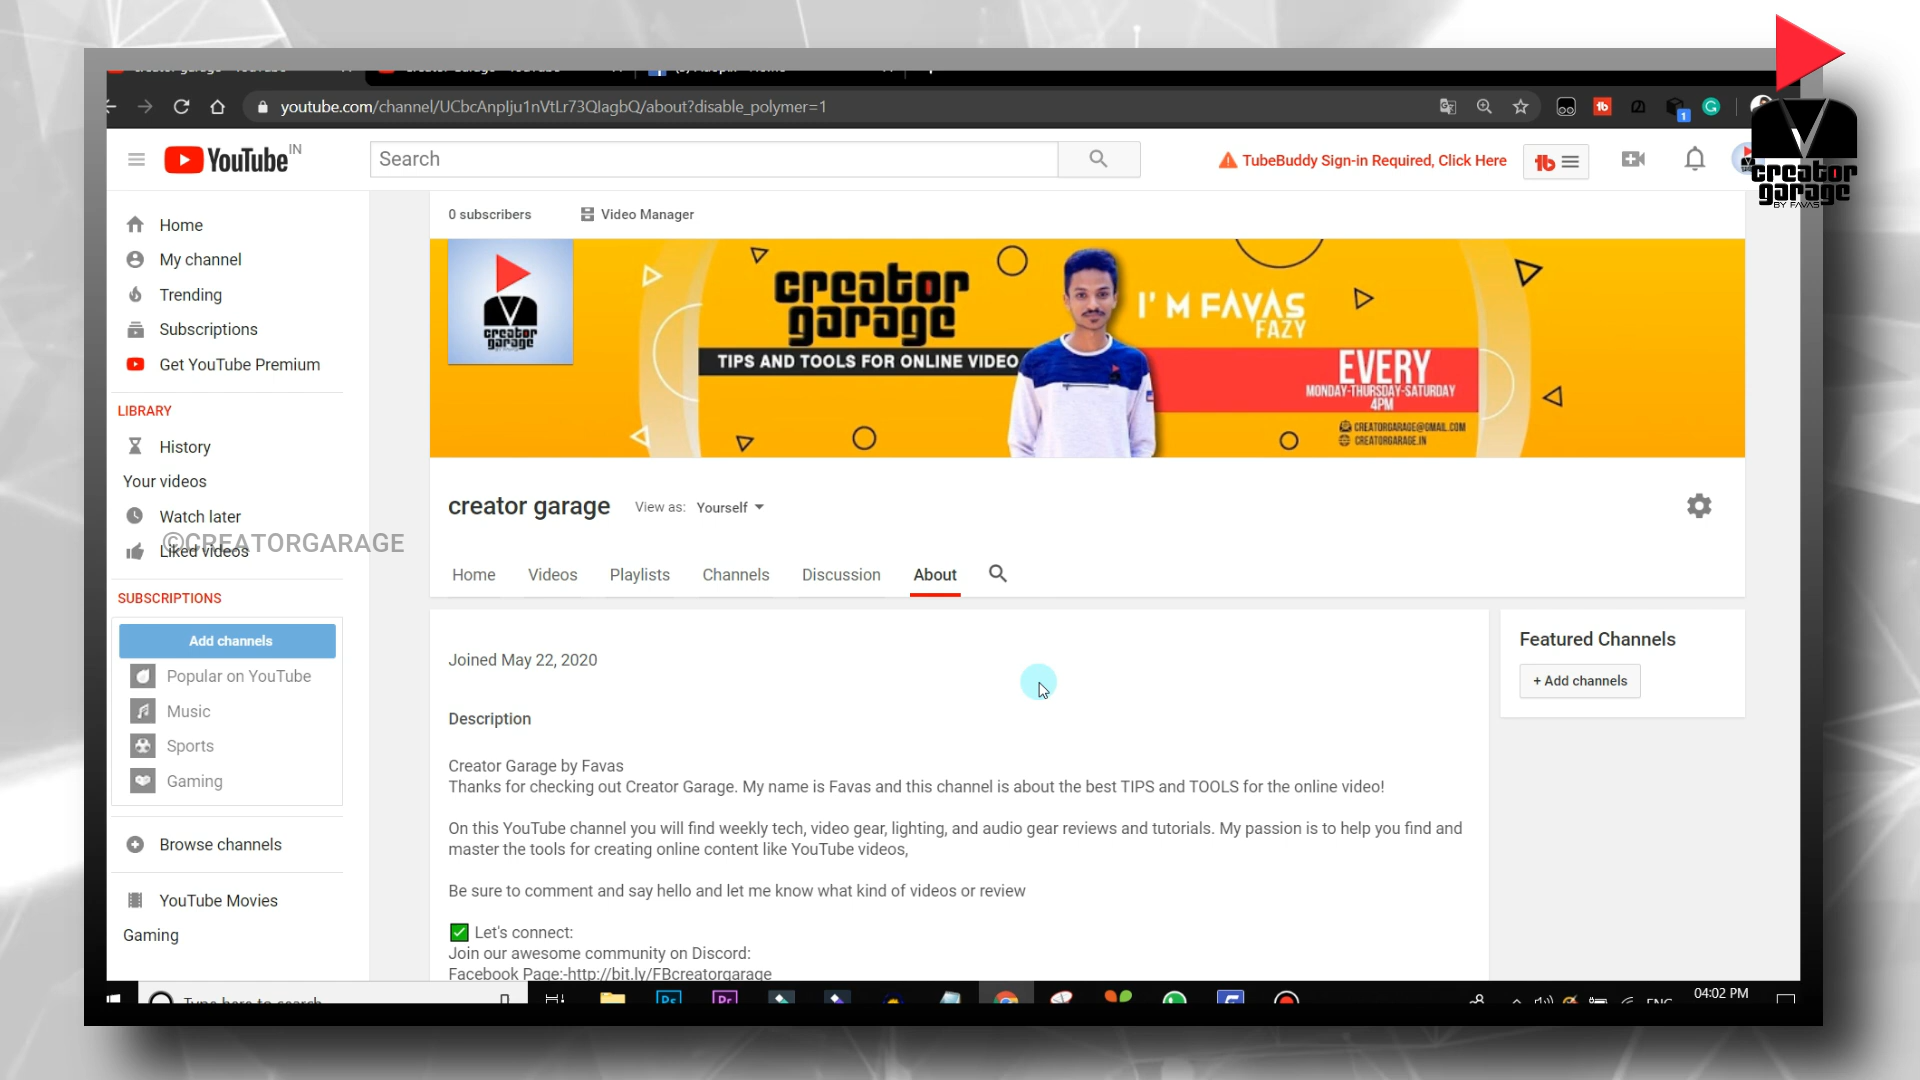 youtube.com/channel/UCbcAnpIju1nVtLr73QIagbQ/about?disable_polymer=1
1
YouTube IN
Search
TubeBuddy Sign-in Required, Click Here
creator
garage
BY FAVAS
Home
My channel
Trending
Subscriptions
Get YouTube Premium
LIBRARY
History
Your videos
Watch later
Liked videos
©CREATORGARAGE
SUBSCRIPTIONS
Add channels
Popular on YouTube
Music
Sports
Gaming
Browse channels
YouTube Movies
Gaming
0 subscribers
Video Manager
creator
garage
creator
garage
TIPS AND TOOLS FOR ONLINE VIDEO
I'M FAVAS
FAZY
EVERY
MONDAY-THURSDAY-SATURDAY
4PM
CREATORGARAGE@GMAIL.COM
CREATORGARAGE.IN
creator garage
View as: Yourself
Home Videos Playlists Channels Discussion About
Joined May 22, 2020
Description
Creator Garage by Favas
Thanks for checking out Creator Garage. My name is Favas and this channel is about the best TIPS and TOOLS for the online video!
On this YouTube channel you will find weekly tech, video gear, lighting, and audio gear reviews and tutorials. My passion is to help you find and
master the tools for creating online content like YouTube videos,
Be sure to comment and say hello and let me know what kind of videos or review
Let's connect:
Join our awesome community on Discord:
Facebook Page:-http://bit.ly/FBcreatorgarage
Featured Channels
+ Add channels
Type here to search
Ps
Pr
ENG
04:02 PM